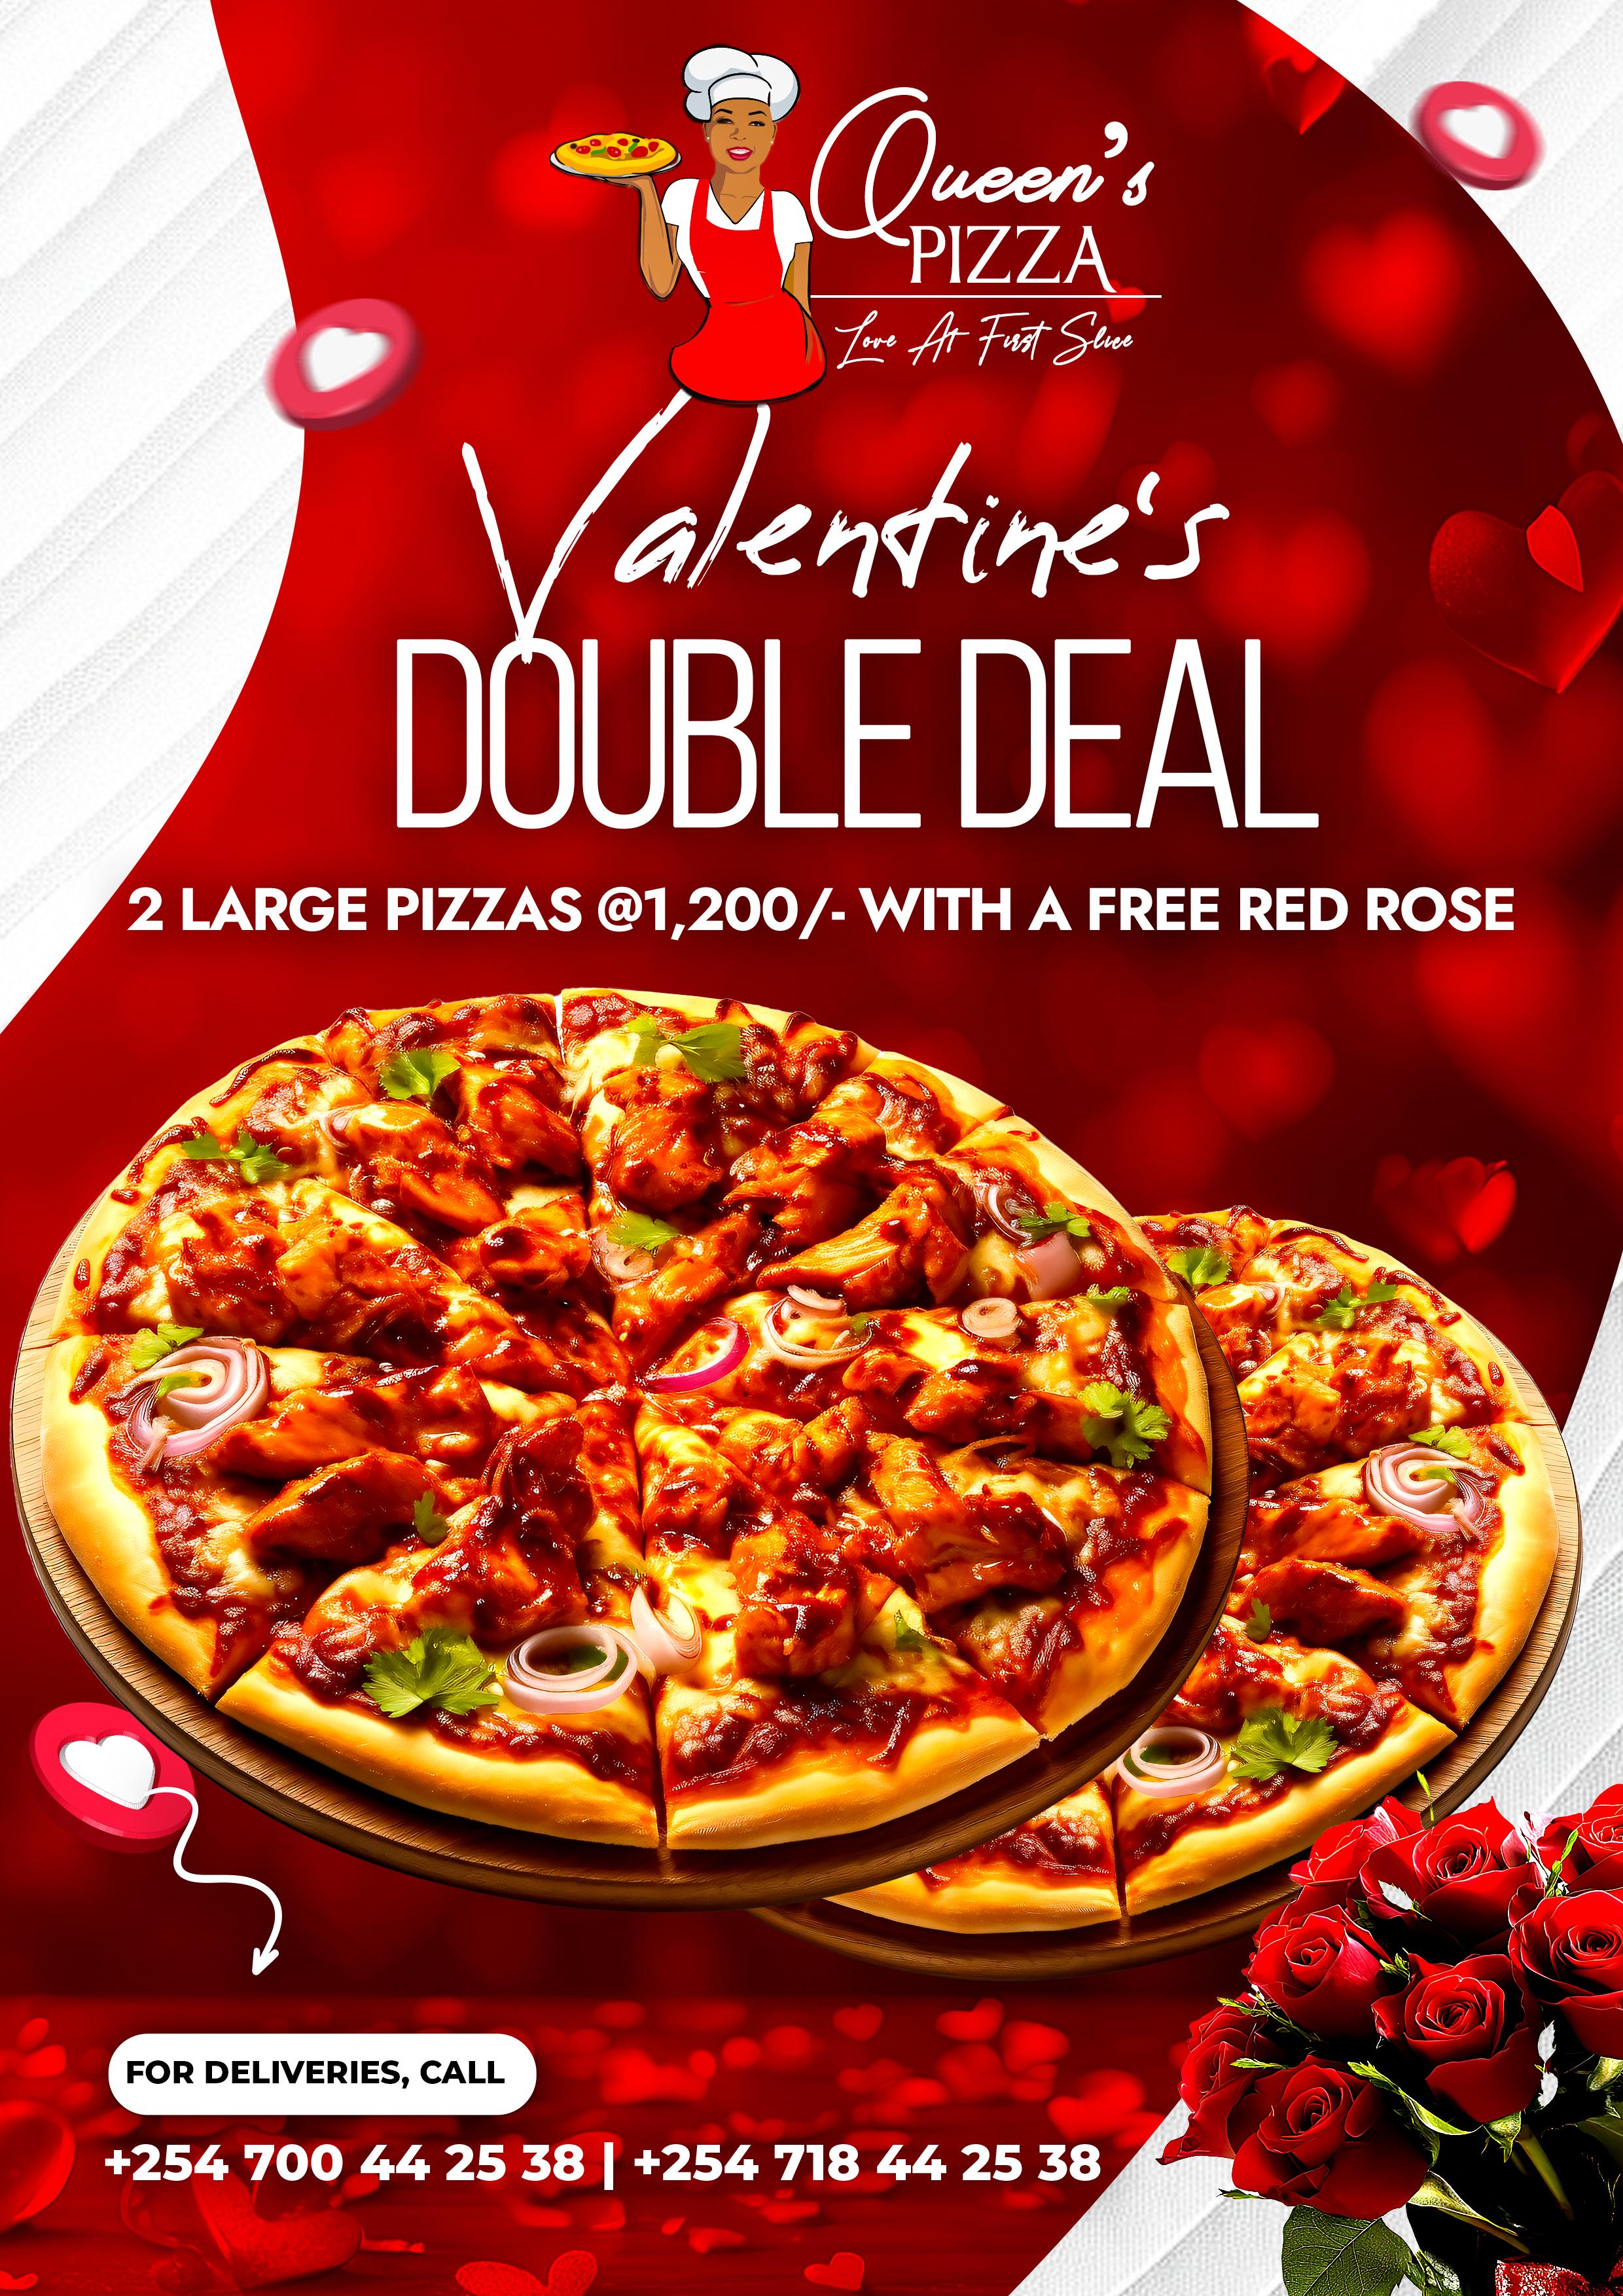 Queen's
PIZZA
Love At First Slice
Valentine's
DOUBLE DEAL
2 LARGE PIZZAS @1,200/- WITH A FREE RED ROSE
FOR DELIVERIES, CALL
+254 700 44 25 38 | +254 718 44 25 38